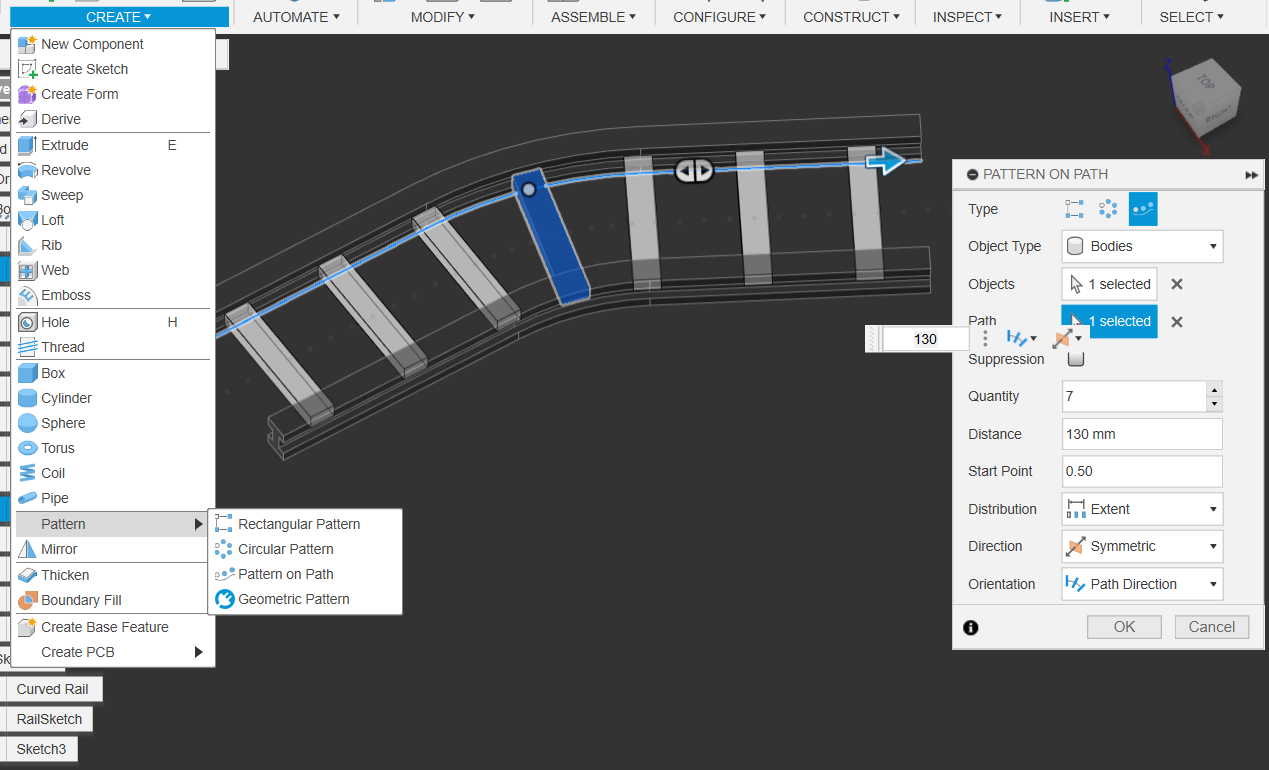 CREATE
AUTOMATE
MODIFY
ASSEMBLE
CONFIGURE
CONSTRUCT
INSPECT
INSERT
SELECT
New Component
Create Sketch
Create Form
Derive
Extrude E
Revolve
Sweep
Loft
Rib
Web
Emboss
Hole H
Thread
Box
Cylinder
Sphere
Torus
Coil
Pipe
Pattern
Mirror
Thicken
Boundary Fill
Create Base Feature
Create PCB
Rectangular Pattern
Circular Pattern
Pattern on Path
Geometric Pattern
Curved Rail
RailSketch
Sketch3
Z
TOP
RIGHT
X
PATTERN ON PATH
Type
Object Type Bodies
Objects 1 selected
Path 1 selected
130
Suppression
Quantity 7
Distance 130 mm
Start Point 0.50
Distribution Extent
Direction Symmetric
Orientation Path Direction
OK Cancel